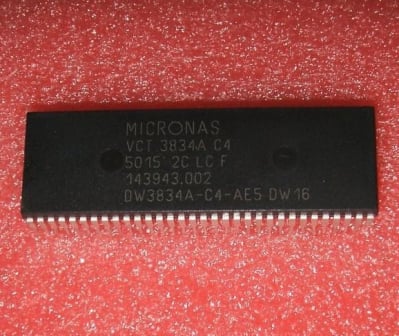 MICRONAS
VCT 3834A C4
5015 2C LC F
143943.002
DW3834A-C4-AE5 DW16